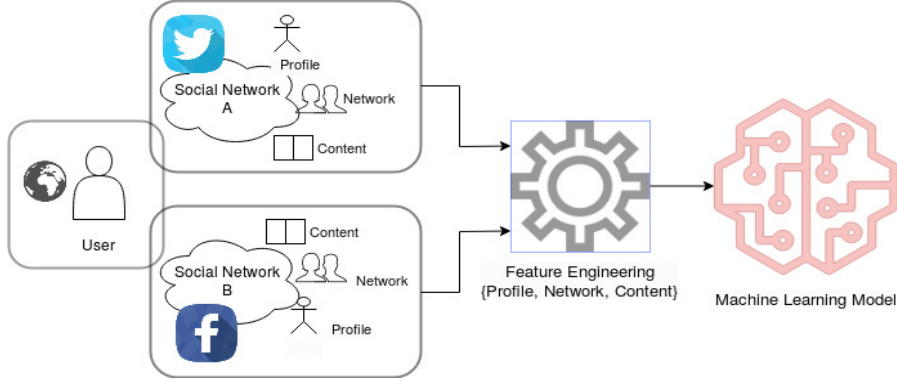 Profile
Social Network
A
Network
Content
User
Content
Social Network
B
Network
Profile
Feature Engineering
{Profile, Network, Content}
Machine Learning Model